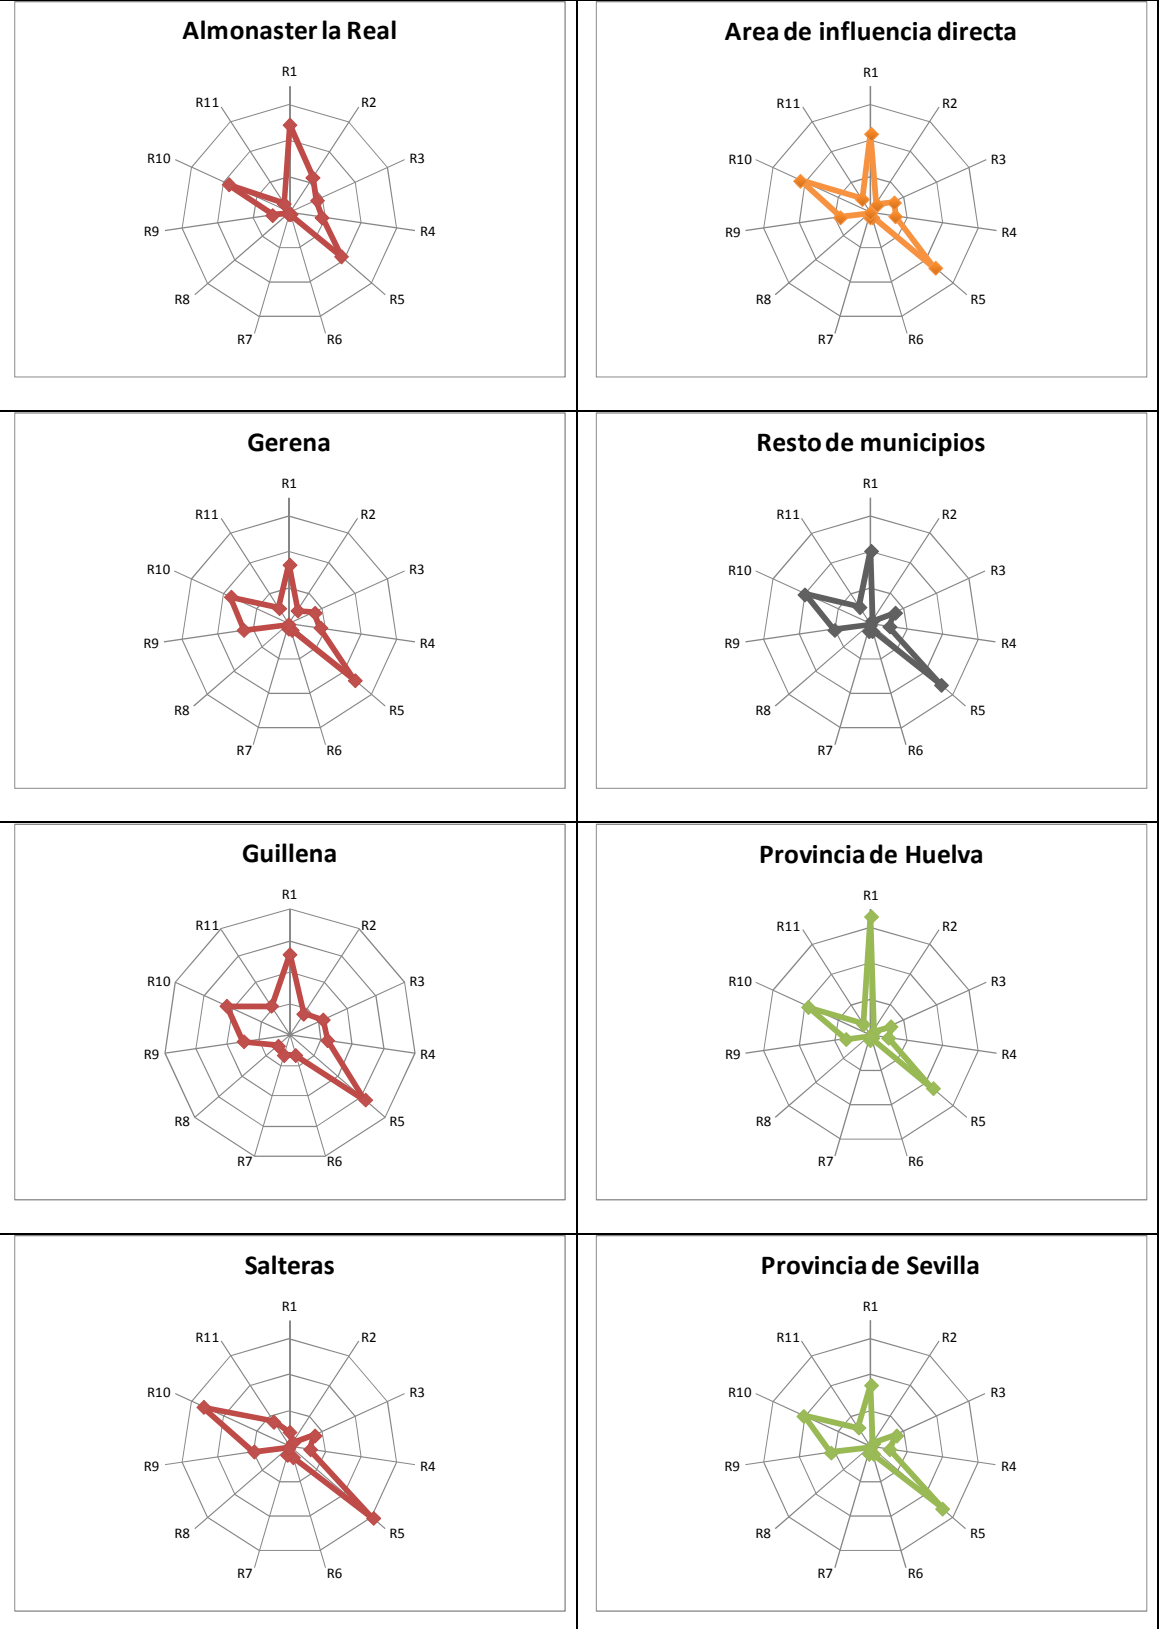 Almonaster la Real
R1
R2
R3
R4
R5
R6
R7
R8
R9
R10
R11
Area de influencia directa
R1
R2
R3
R4
R5
R6
R7
R8
R9
R10
R11
Gerena
R1
R2
R3
R4
R5
R6
R7
R8
R9
R10
R11
Resto de municipios
R1
R2
R3
R4
R5
R6
R7
R8
R9
R10
R11
Guillena
R1
R2
R3
R4
R5
R6
R7
R8
R9
R10
R11
Provincia de Huelva
R1
R2
R3
R4
R5
R6
R7
R8
R9
R10
R11
Salteras
R1
R2
R3
R4
R5
R6
R7
R8
R9
R10
R11
Provincia de Sevilla
R1
R2
R3
R4
R5
R6
R7
R8
R9
R10
R11